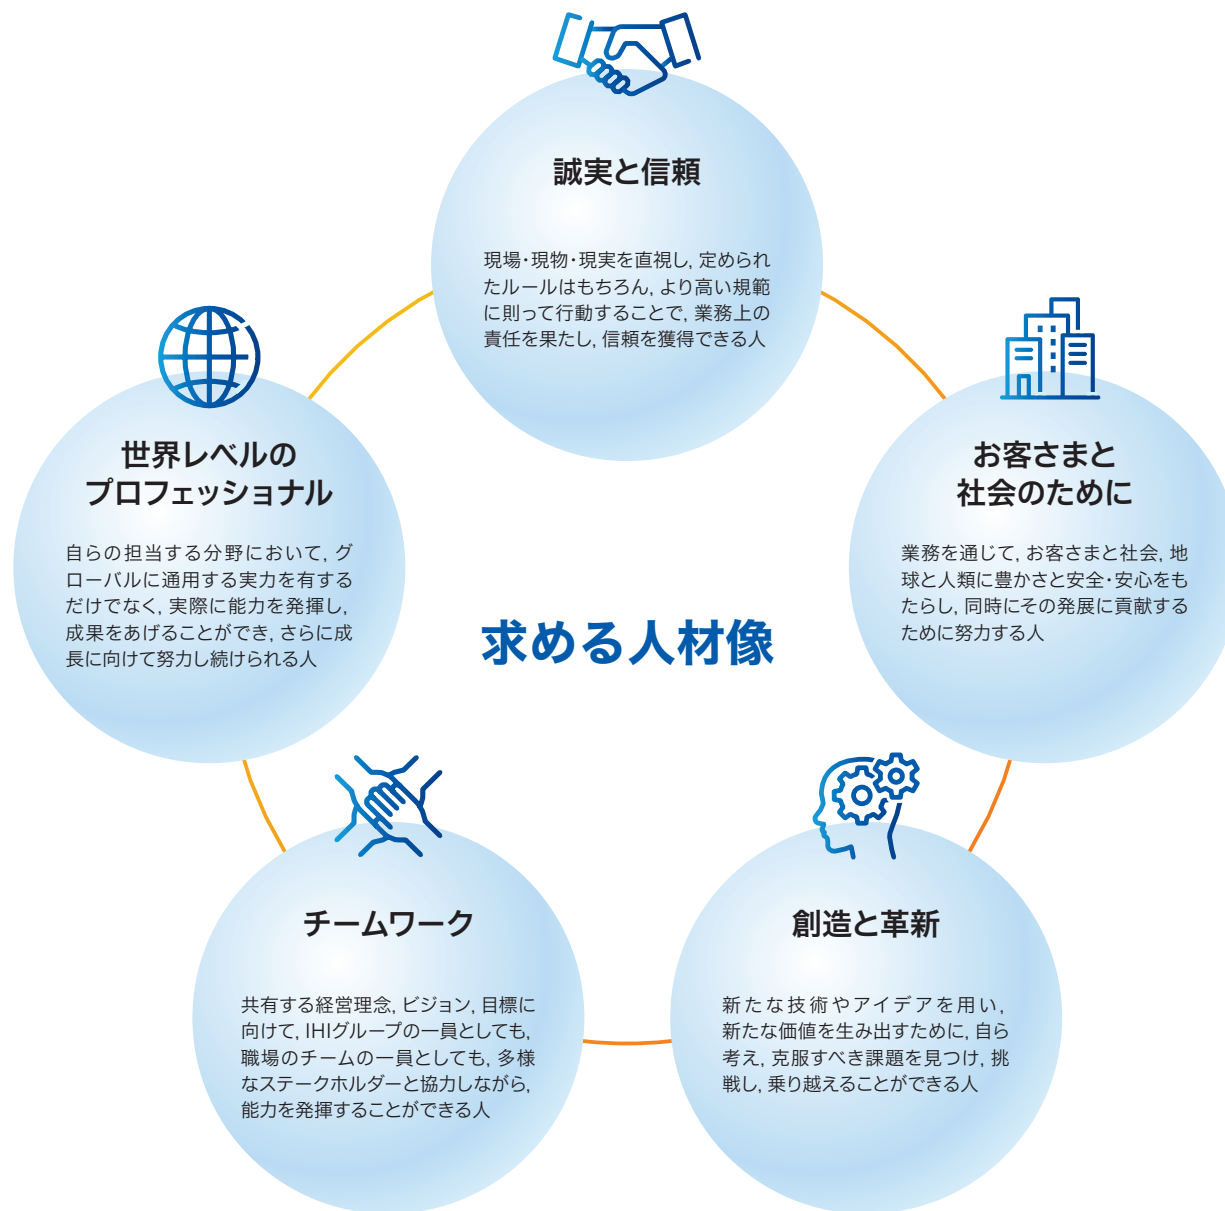 誠実と信頼
現場・現物・現実を直視し, 定められ
たルールはもちろん, より高い規範
に則って行動することで, 業務上の
責任を果たし, 信頼を獲得できる人
お客さまと
社会のために
業務を通じて, お客さまと社会, 地
球と人類に豊かさと安全・安心をも
たらし, 同時にその発展に貢献する
ために努力する人
創造と革新
新たな技術やアイデアを用い,
新たな価値を生み出すために, 自ら
考え, 克服すべき課題を見つけ, 挑
戦し, 乗り越えることができる人
チームワーク
共有する経営理念, ビジョン, 目標に
向けて, IHIグループの一員としても,
職場のチームの一員としても, 多様
なステークホルダーと協力しながら,
能力を発揮することができる人
世界レベルの
プロフェッショナル
自らの担当する分野において, グ
ローバルに通用する実力を有する
だけでなく, 実際に能力を発揮し,
成果をあげることができ, さらに成
長に向けて努力し続けられる人
求める人材像